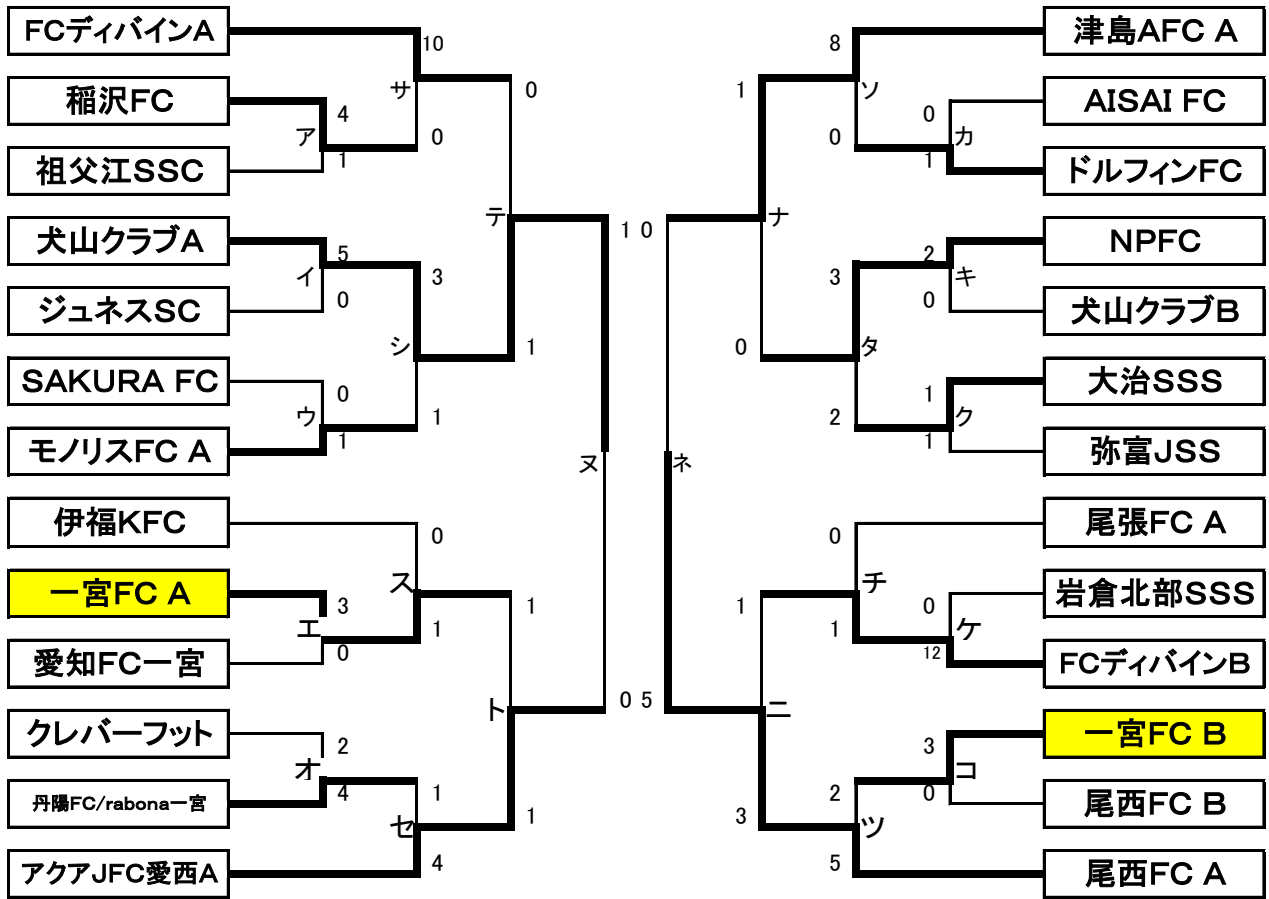 FCディバインA
10
サ
0
稲沢FC
4
ア
0
祖父江SSC
1
テ
犬山クラブA
5
イ
3
ジュネスSC
0
シ
1
SAKURA FC
0
ウ
1
モノリスFC A
1
ヌ
伊福KFC
0
一宮FC A
3
ス
1
エ
1
愛知FC一宮
0
ト
クレバーフット
2
オ
1
丹陽FC/rabona一宮
4
セ
1
アクアJFC愛西A
4
1 0
0 5
津島AFC A
8
ソ
1
AISAI FC
0
カ
0
ドルフィンFC
1
ナ
NPFC
2
キ
3
犬山クラブB
0
タ
0
大治SSS
1
ク
2
弥富JSS
1
ネ
尾張FC A
0
チ
岩倉北部SSS
0
ケ
1
1
FCディバインB
12
ニ
一宮FC B
3
コ
2
尾西FC B
0
ツ
3
尾西FC A
5